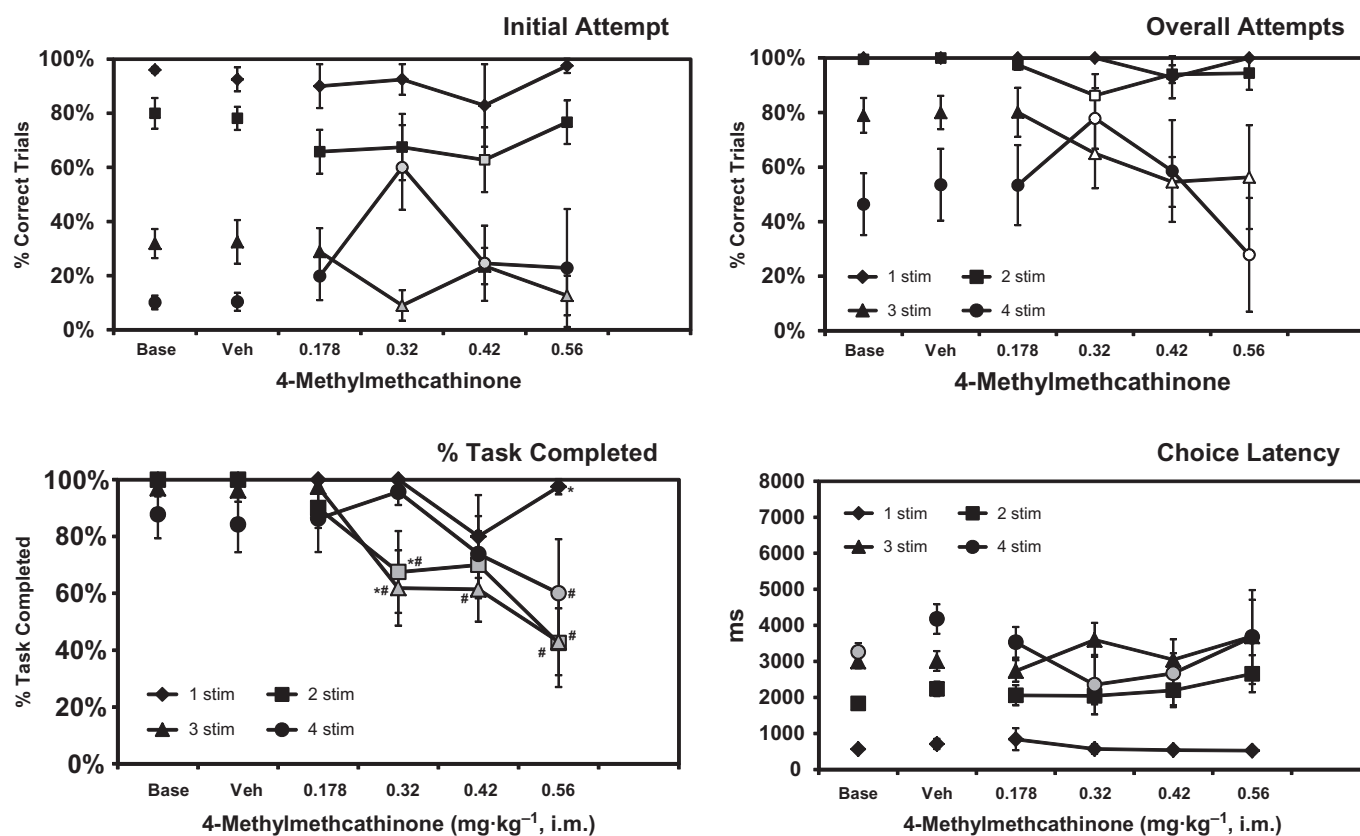 Initial Attempt
% Correct Trials
100%
80%
60%
40%
20%
0%
Base Veh 0.178 0.32 0.42 0.56
4-Methylmethcathinone
Overall Attempts
% Correct Trials
100%
80%
60%
40%
20%
0%
1 stim 2 stim
3 stim 4 stim
Base Veh 0.178 0.32 0.42 0.56
4-Methylmethcathinone
% Task Completed
% Task Completed
100%
80%
60%
40%
20%
0%
*
*#
*#
#
#
#
#
1 stim 2 stim
3 stim 4 stim
Base Veh 0.178 0.32 0.42 0.56
4-Methylmethcathinone (mg·kg⁻¹, i.m.)
Choice Latency
ms
8000
7000
6000
5000
4000
3000
2000
1000
0
1 stim 2 stim
3 stim 4 stim
Base Veh 0.178 0.32 0.42 0.56
4-Methylmethcathinone (mg·kg⁻¹, i.m.)